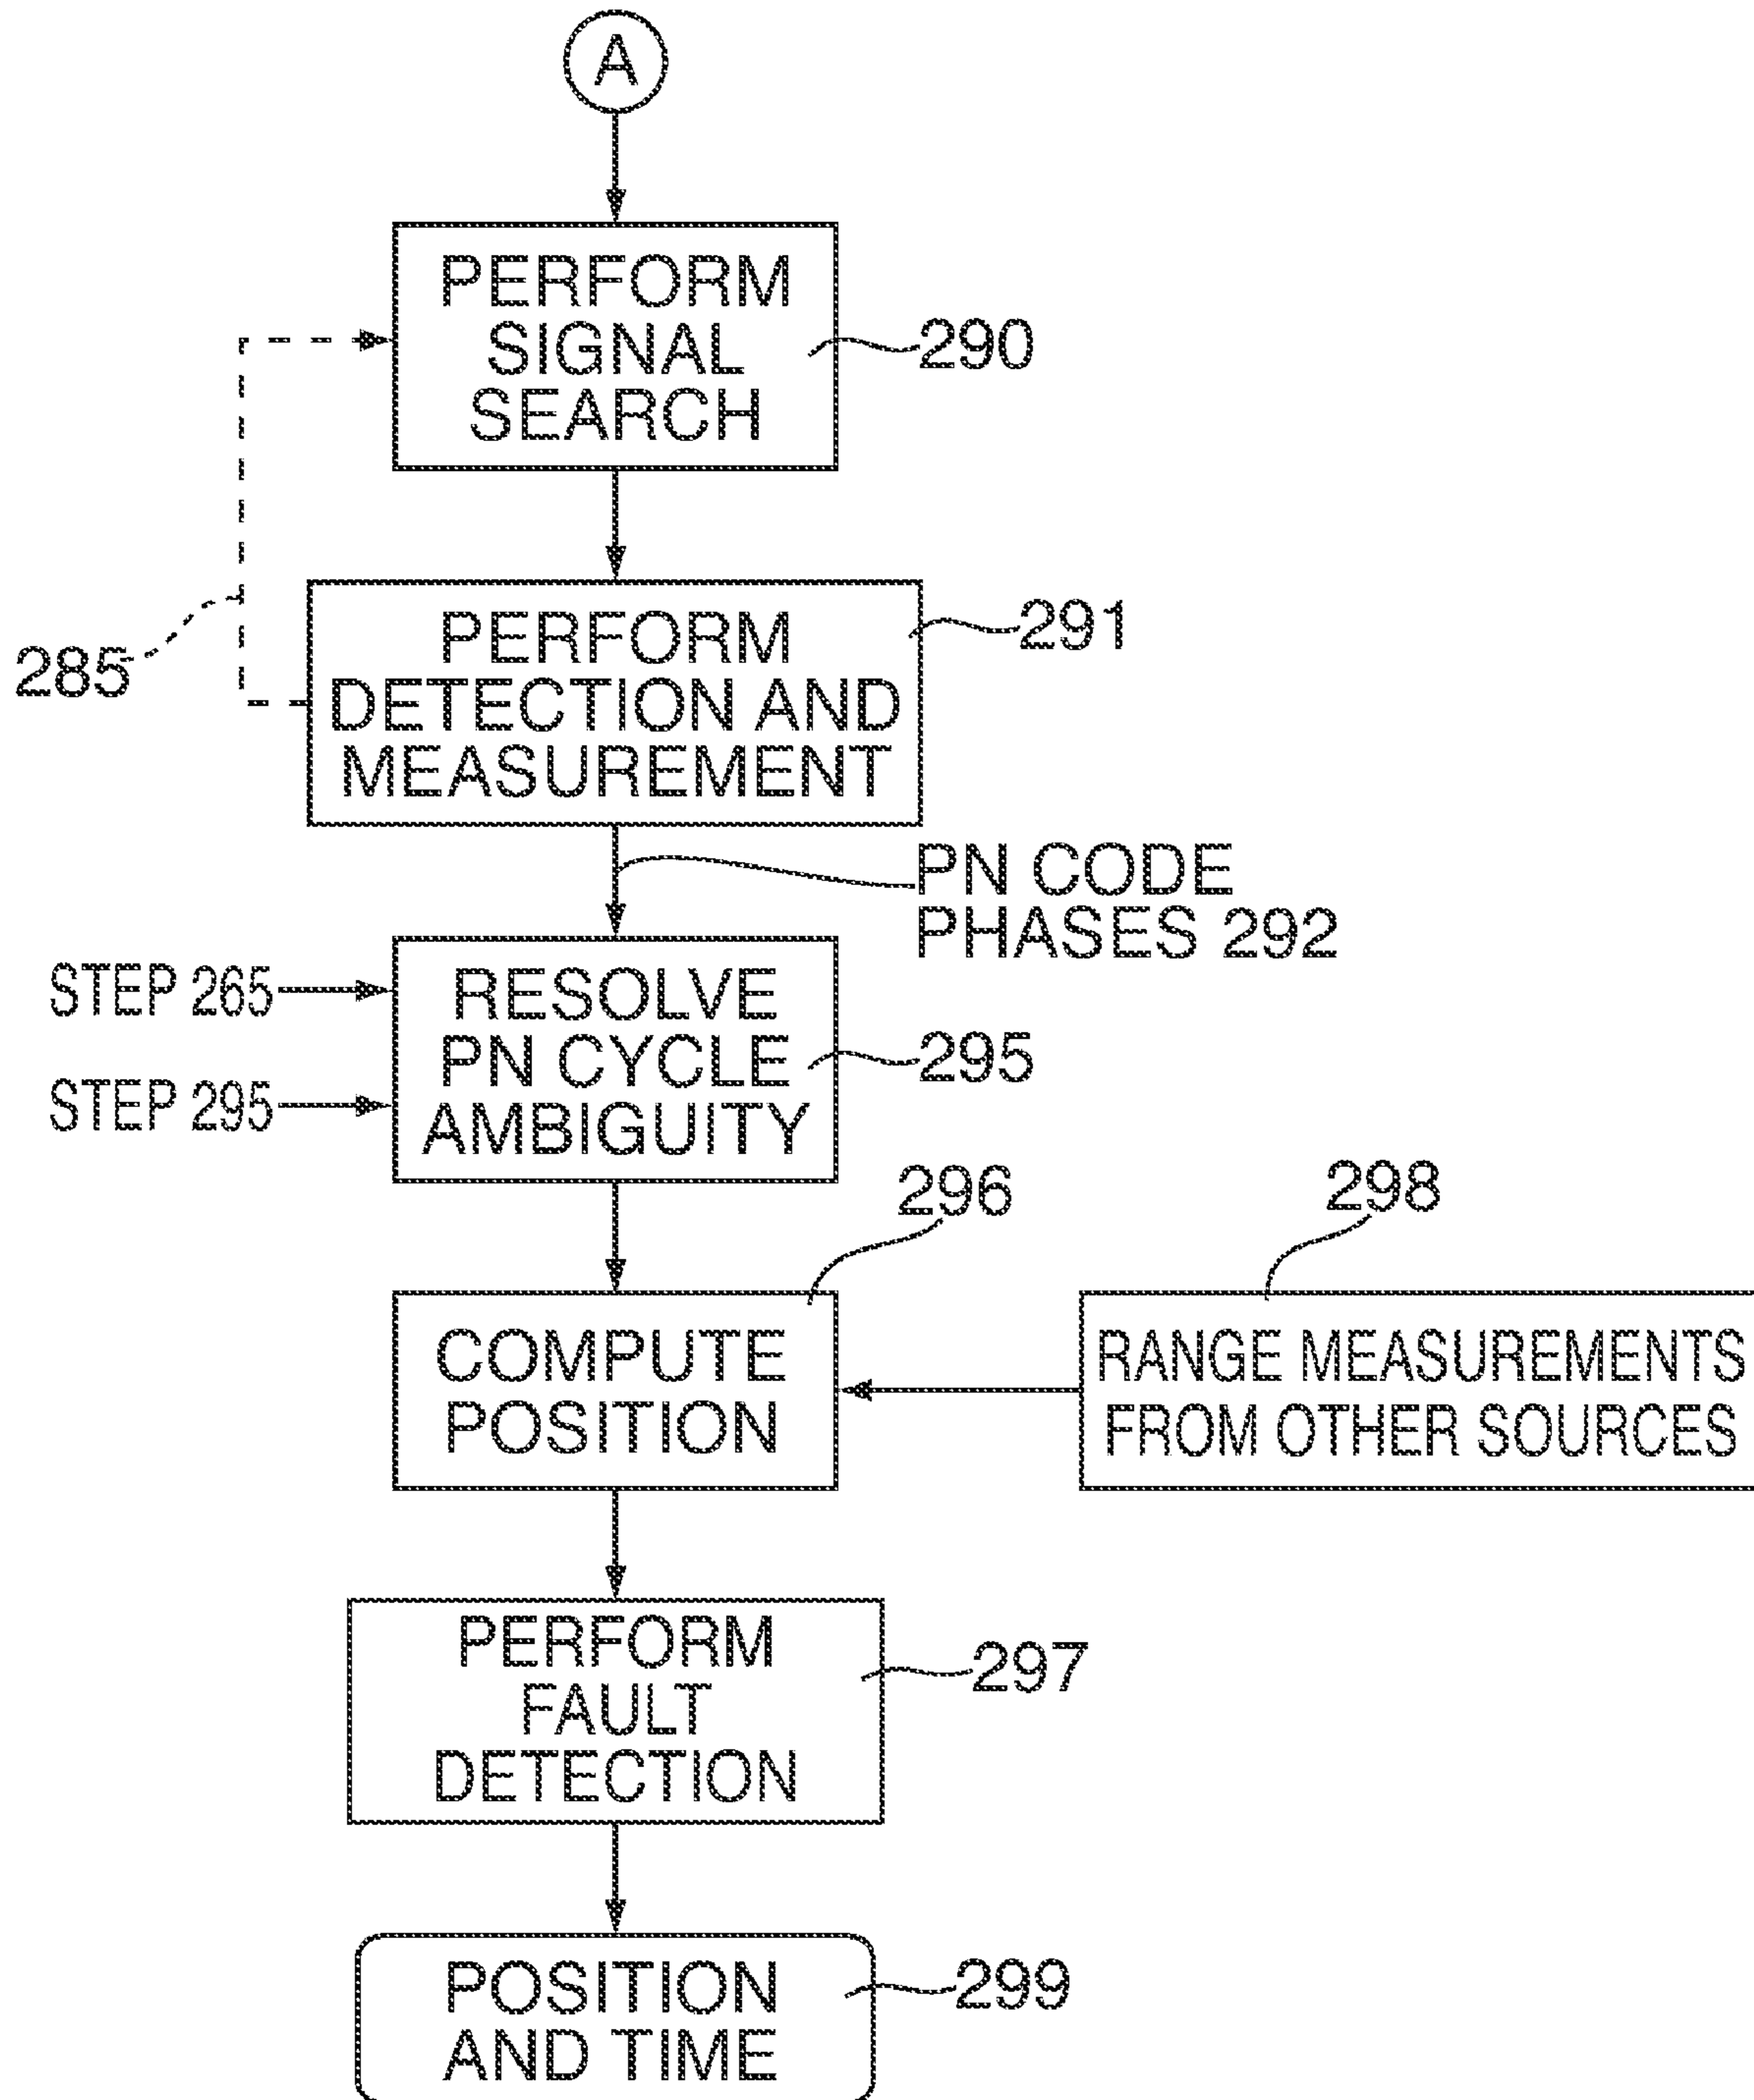 A
PERFORM
SIGNAL
SEARCH
290
285
PERFORM
DETECTION AND
MEASUREMENT
291
PN CODE
PHASES 292
STEP 265
STEP 295
RESOLVE
PN CYCLE
AMBIGUITY
295
296
298
COMPUTE
POSITION
RANGE MEASUREMENTS
FROM OTHER SOURCES
PERFORM
FAULT
DETECTION
297
POSITION
AND TIME
299